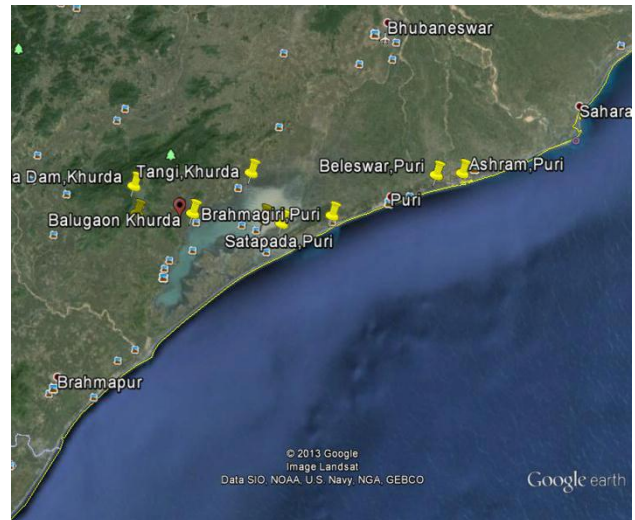 Bhubaneswar
Sahara
a Dam,Khurda
Tangi,Khurda
Beleswar,Puri
Ashram,Puri
Puri
Balugaon Khurda
Brahmagiri,Puri
Satapada,Puri
Brahmapur
© 2013 Google
Image Landsat
Data SIO, NOAA, U.S. Navy, NGA, GEBCO
Google earth